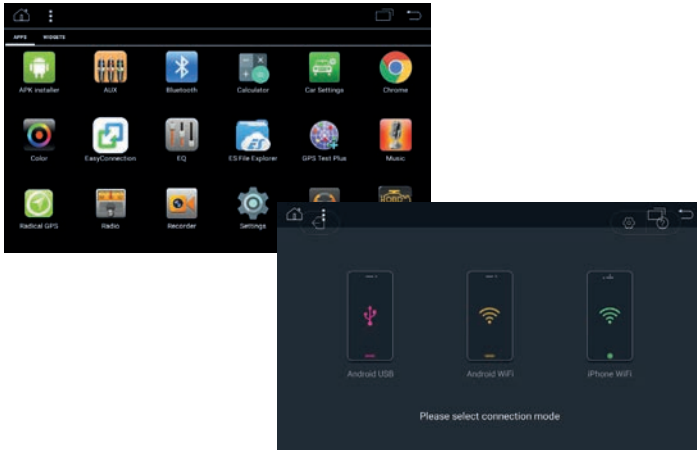 APPS WIDGETS
APK installer AUX Bluetooth Calculator Car Settings Chrome
Color EasyConnection EQ ES File Explorer GPS Test Plus Music
Radical GPS Radio Recorder Settings
Android USB Android WiFi iPhone WiFi
Please select connection mode